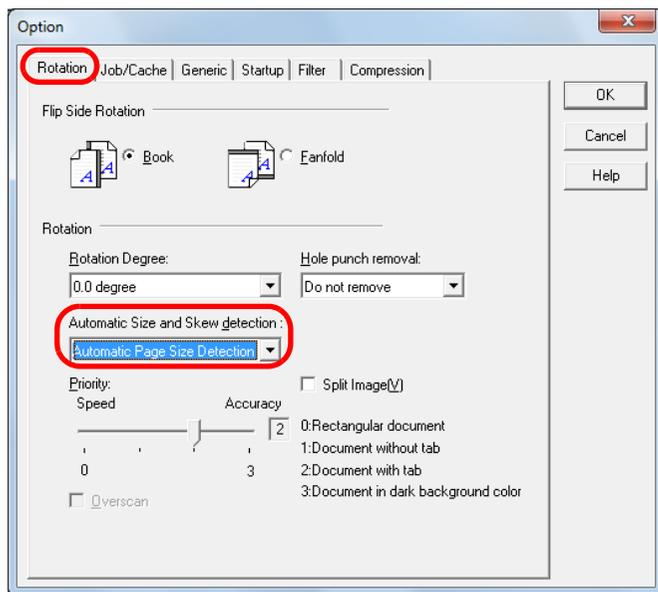 Option
Rotation Job/Cache Generic Startup Filter Compression
OK
Cancel
Help
Flip Side Rotation
A A Book A A Fanfold
Rotation
Rotation Degree: Hole punch removal:
0.0 degree Do not remove
Automatic Size and Skew detection :
Automatic Page Size Detection
Priority: Split Image(V)
Speed Accuracy
2
0 3
0:Rectangular document
1:Document without tab
2:Document with tab
3:Document in dark background color
Overscan